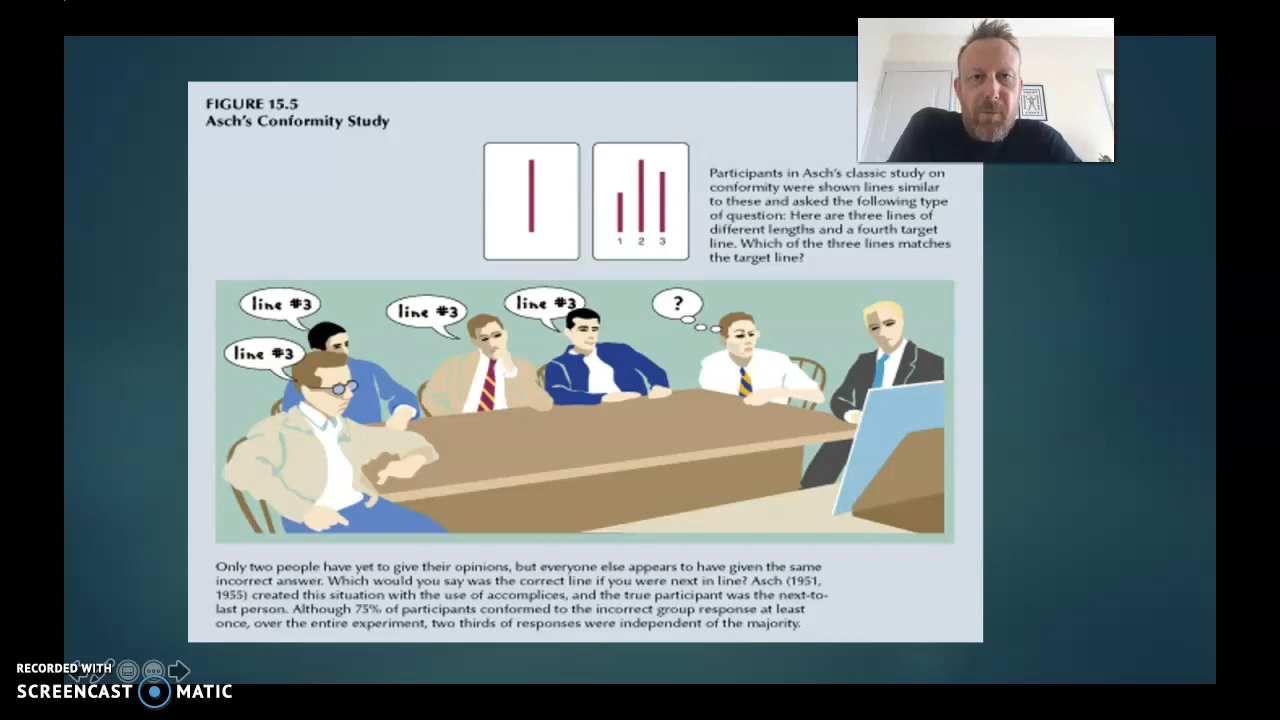 FIGURE 15.5
Asch's Conformity Study
1 2 3
Participants in Asch's classic study on
conformity were shown lines similar
to these and asked the following type
of question: Here are three lines of
different lengths and a fourth target
line. Which of the three lines matches
the target line?
line #3
line #3
line #3
line #3
?
Only two people have yet to give their opinions, but everyone else appears to have given the same
incorrect answer. Which would you say was the correct line if you were next in line? Asch (1951,
1955) created this situation with the use of accomplices, and the true participant was the next-to-
last person. Although 75% of participants conformed to the incorrect group response at least
once, over the entire experiment, two thirds of responses were independent of the majority.
RECORDED WITH
SCREENCAST MATIC